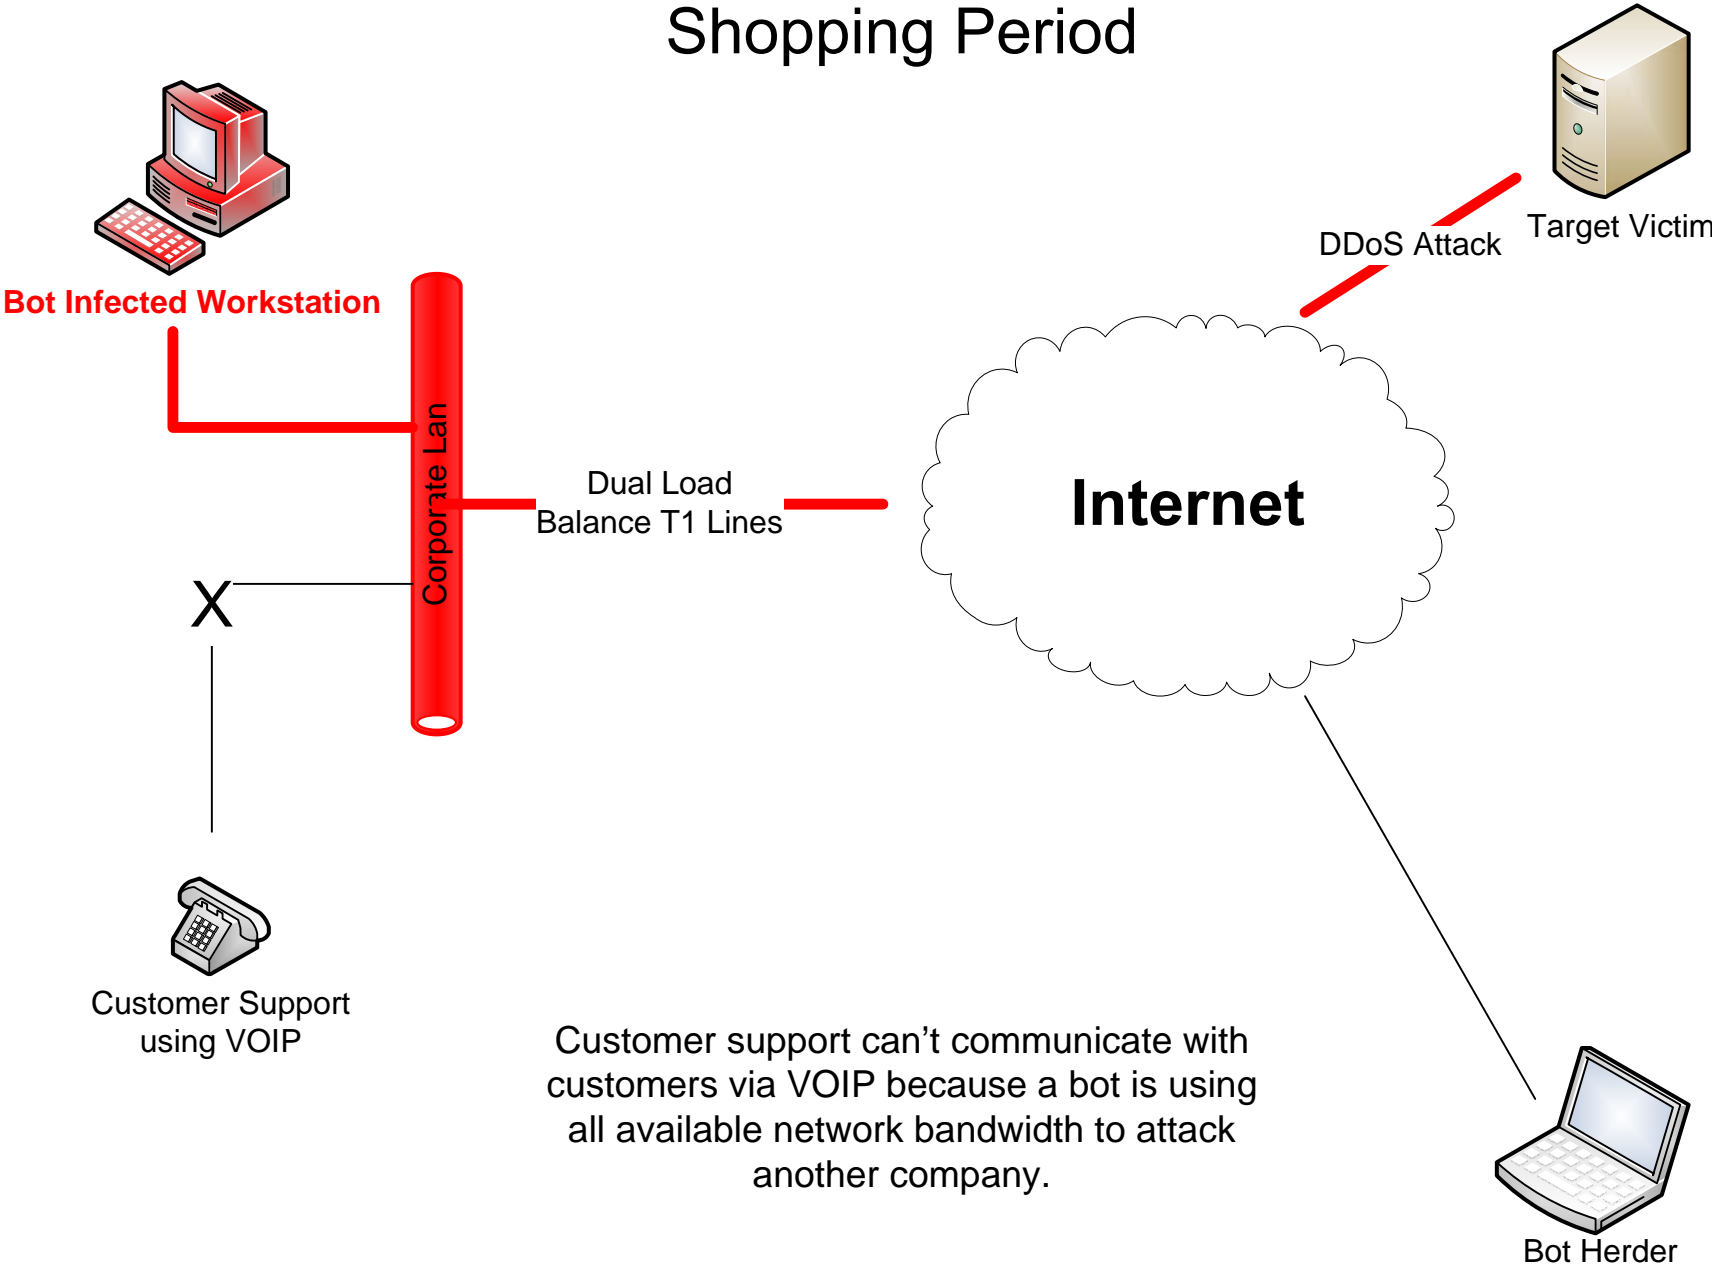 Shopping Period
Target Victim
DDoS Attack
Bot Infected Workstation
Corporate Lan
Dual Load
Balance T1 Lines
Internet
X
Customer Support
using VOIP
Customer support can’t communicate with
customers via VOIP because a bot is using
all available network bandwidth to attack
another company.
Bot Herder